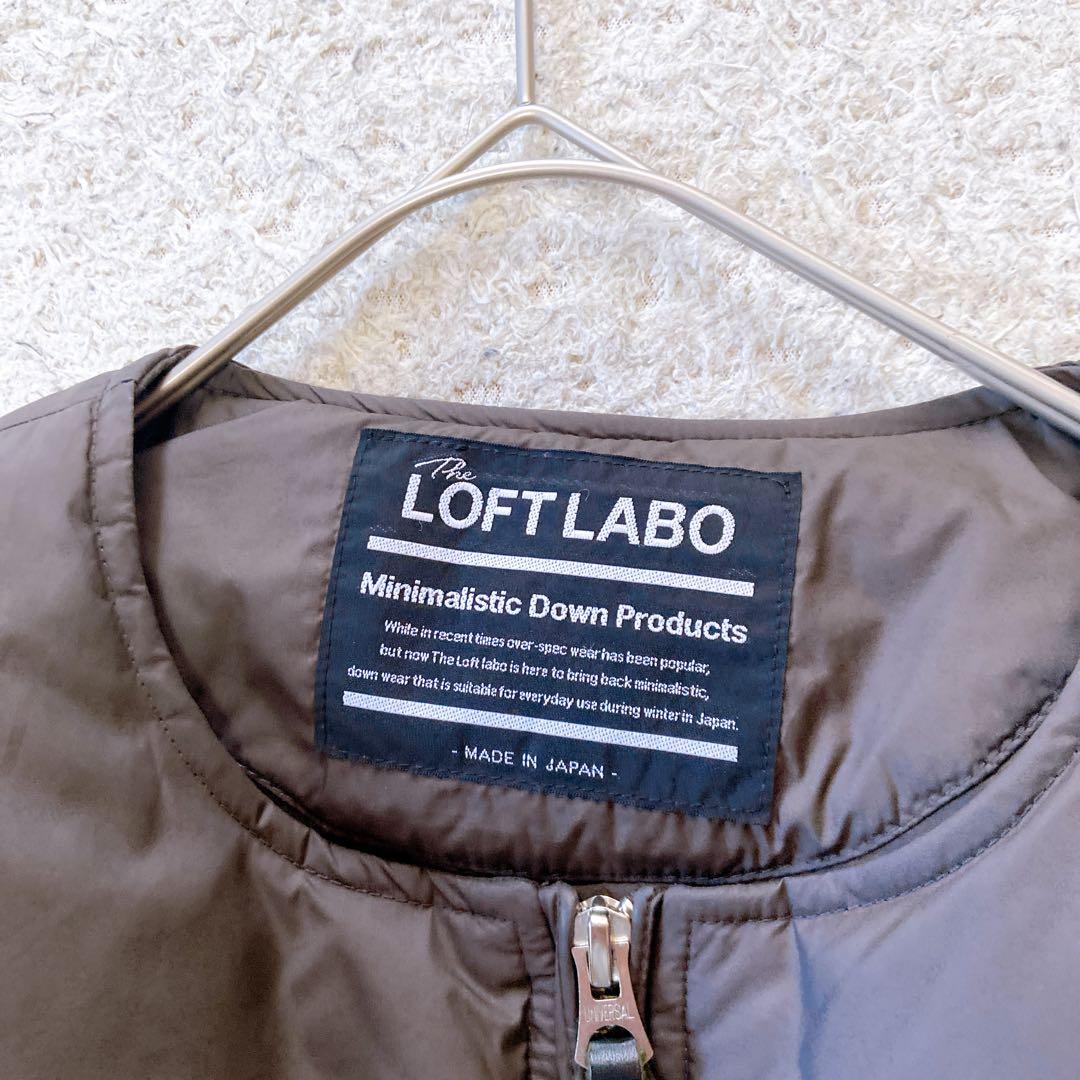 The
LOFT LABO
Minimalistic Down Products
While in recent times over-spec wear has been popular,
but now The Loft labo is here to bring back minimalistic,
down wear that is suitable for everyday use during winter in Japan.
- MADE IN JAPAN -
UNIVERSAL